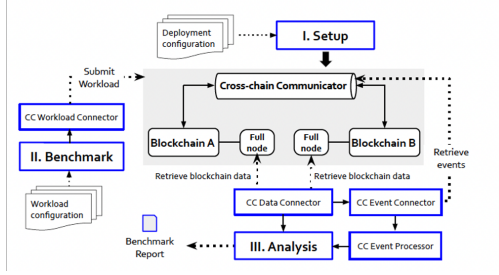 Deployment
configuration
I. Setup
Submit
Workload
Cross-chain Communicator
CC Workload Connector
Blockchain A
Full
node
Full
node
Blockchain B
II. Benchmark
Retrieve
events
Retrieve blockchain data
Retrieve blockchain data
Workload
configuration
CC Data Connector
CC Event Connector
Benchmark
Report
III. Analysis
CC Event Processor